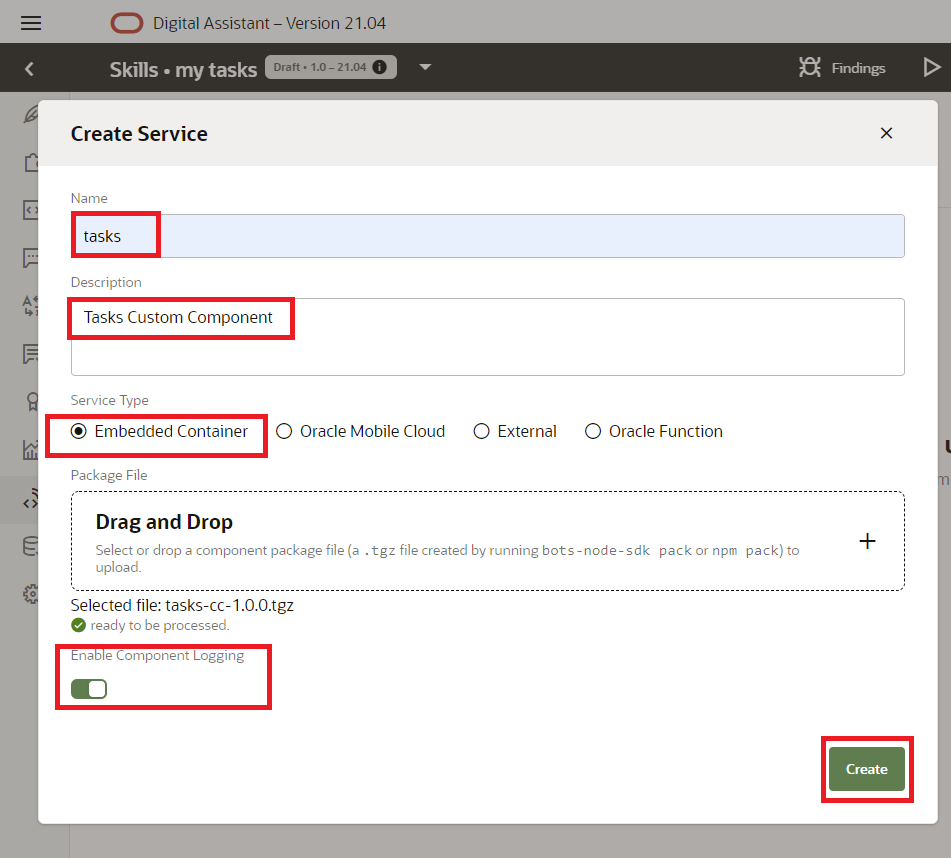 Digital Assistant – Version 21.04
Skills • my tasks Draft • 1.0 – 21.04 Findings
Create Service
Name
tasks
Description
Tasks Custom Component
Service Type
Embedded Container Oracle Mobile Cloud External Oracle Function
Package File
Drag and Drop
Select or drop a component package file (a .tgz file created by running bots-node-sdk pack or npm pack) to
upload.
Selected file: tasks-cc-1.0.0.tgz
ready to be processed.
Enable Component Logging
Create